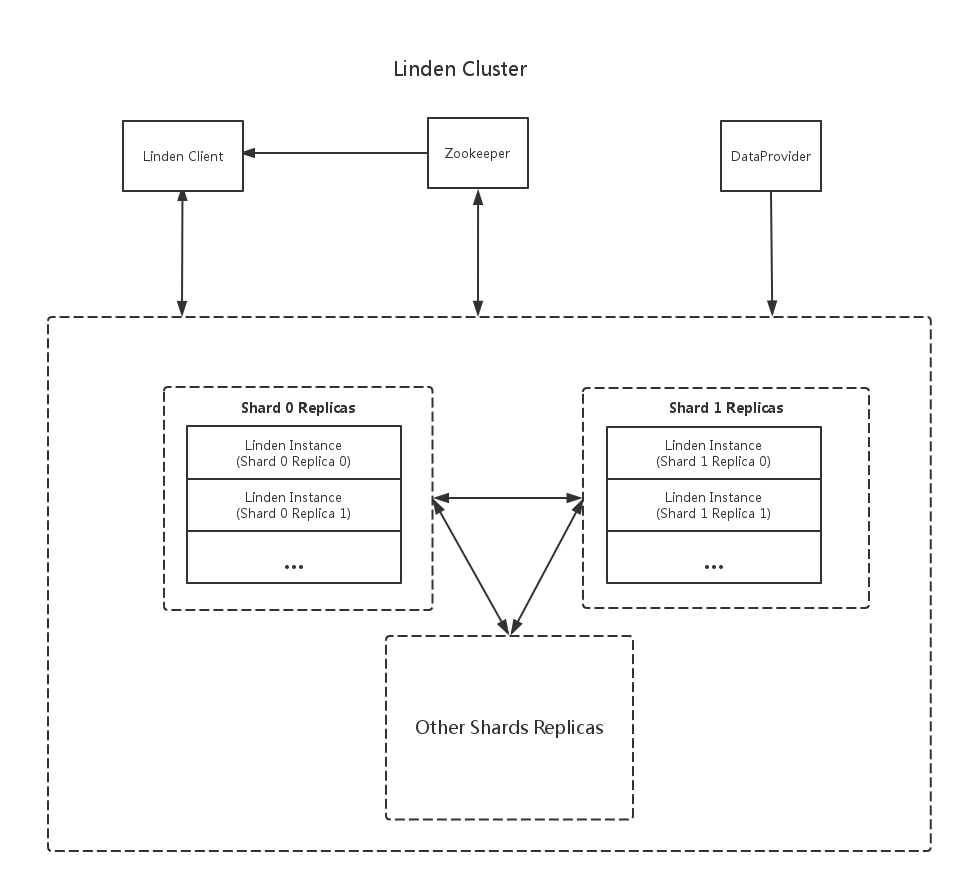 Linden Cluster
Linden Client
Zookeeper
DataProvider
Shard 0 Replicas
Linden Instance
(Shard 0 Replica 0)
Linden Instance
(Shard 0 Replica 1)
...
Shard 1 Replicas
Linden Instance
(Shard 1 Replica 0)
Linden Instance
(Shard 1 Replica 1)
...
Other Shards Replicas